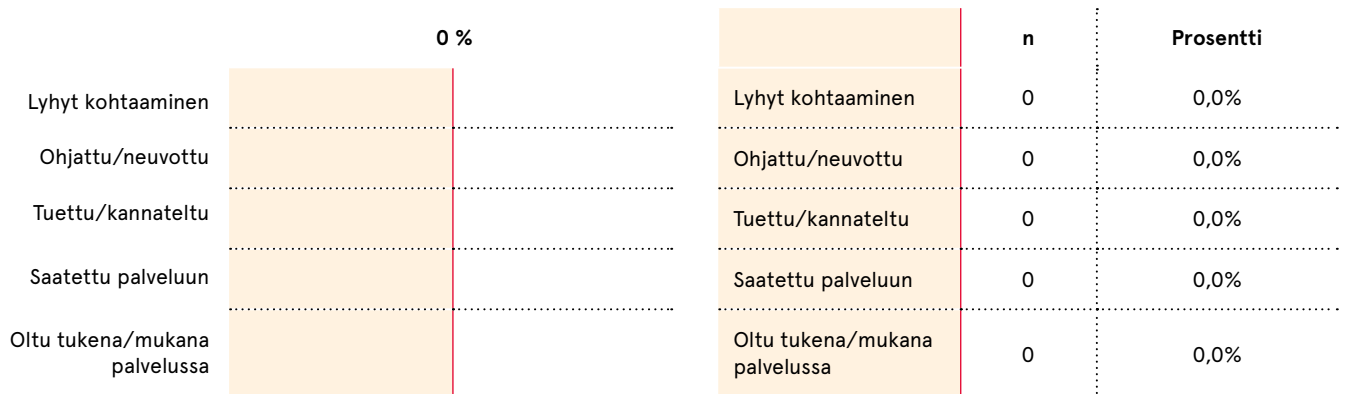 0 %
Lyhyt kohtaaminen
Ohjattu/neuvottu
Tuettu/kannateltu
Saatettu palveluun
Oltu tukena/mukana
palvelussa
n Prosentti
Lyhyt kohtaaminen 0 0,0%
Ohjattu/neuvottu 0 0,0%
Tuettu/kannateltu 0 0,0%
Saatettu palveluun 0 0,0%
Oltu tukena/mukana
palvelussa 0 0,0%